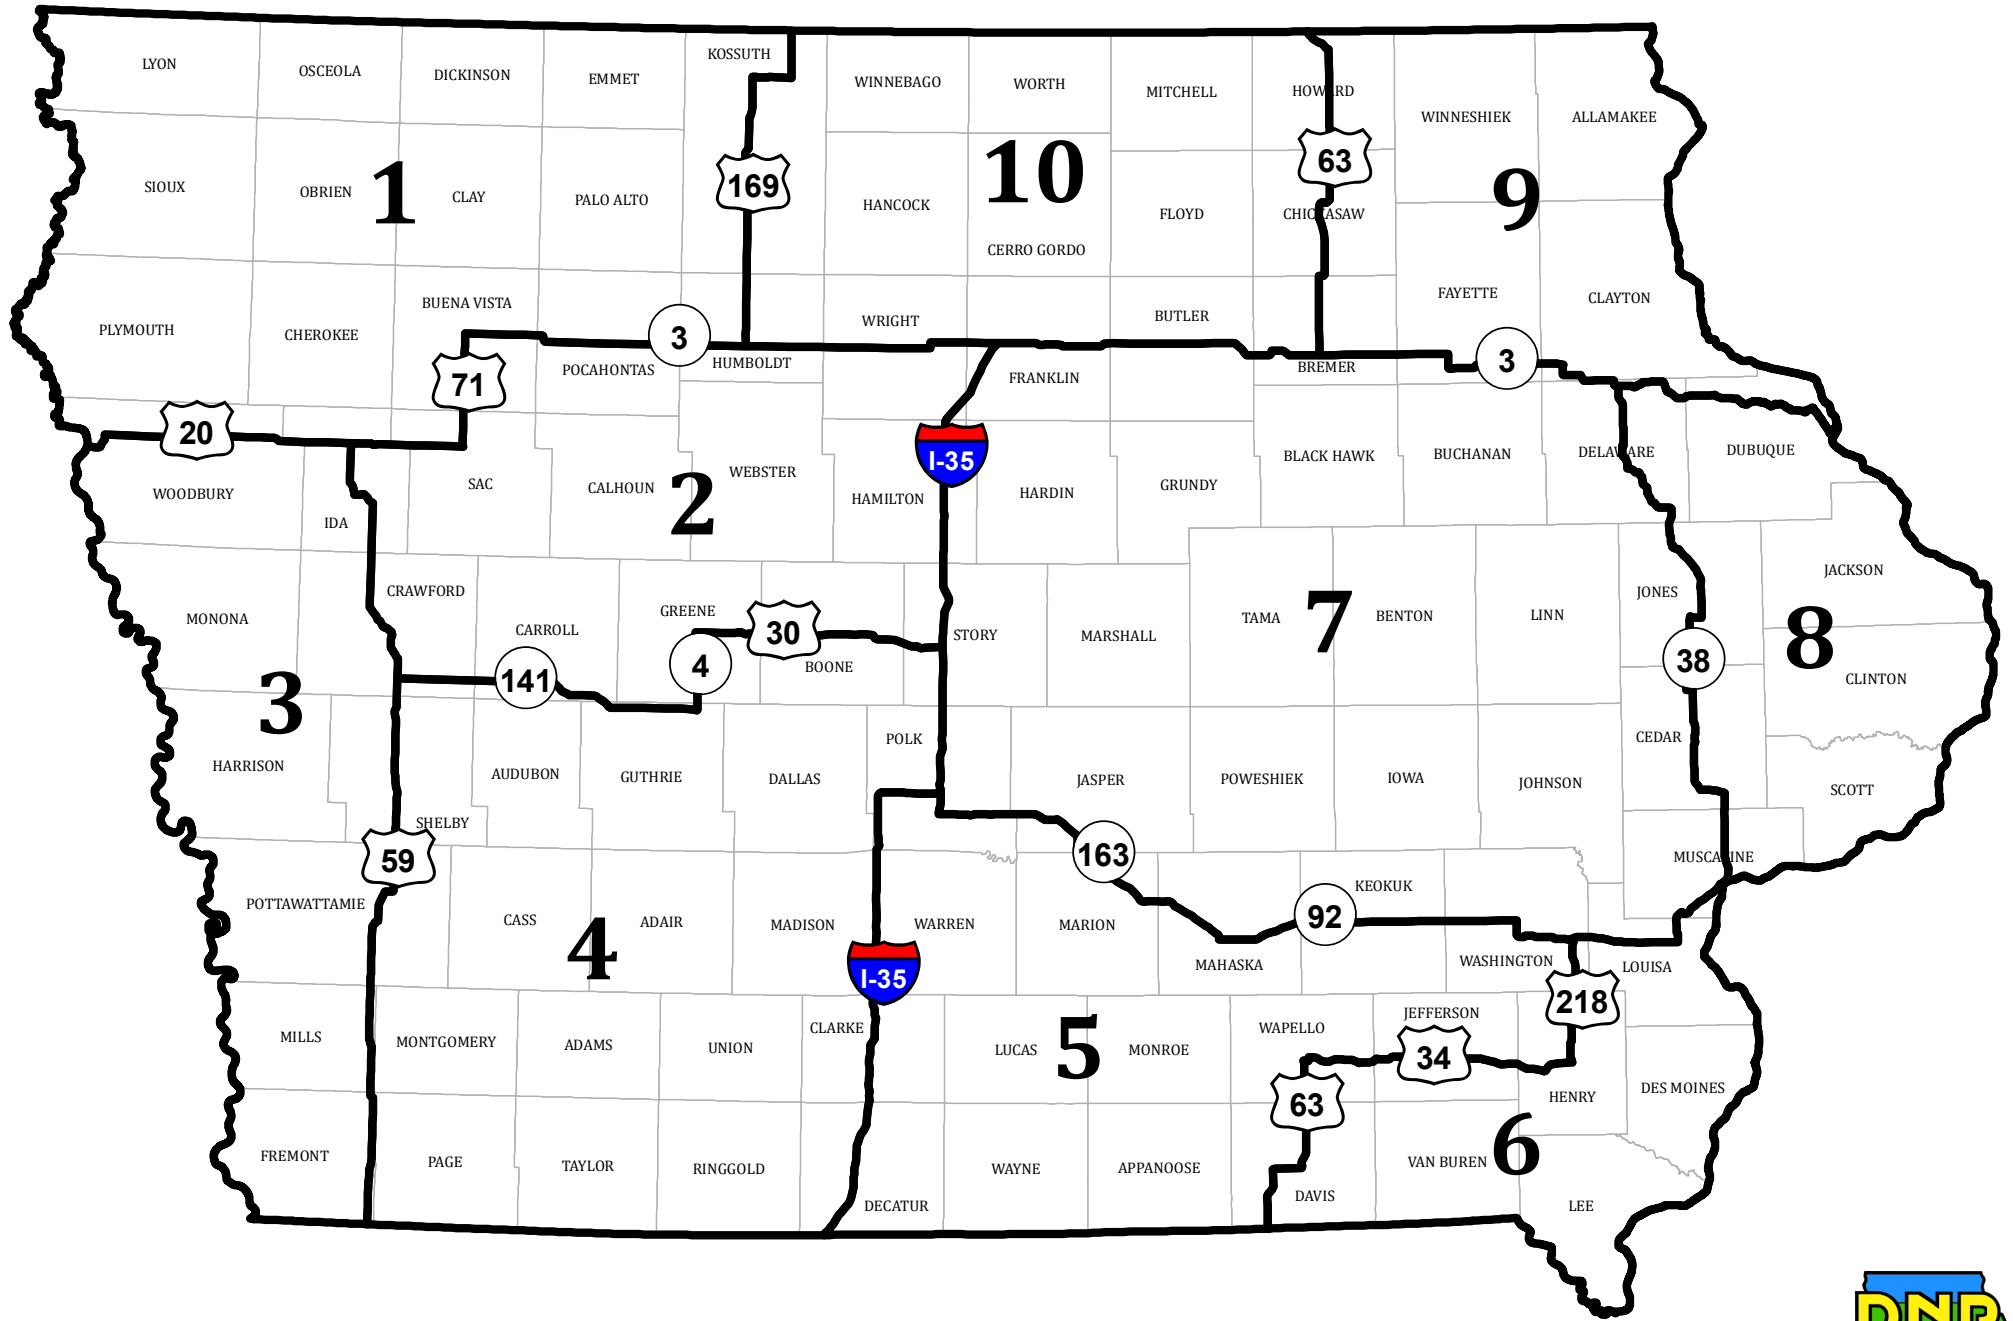 LYON
OSCEOLA
DICKINSON
EMMET
KOSSUTH
WINNEBAGO
WORTH
MITCHELL
HOWARD
WINNESHIEK
ALLAMAKEE
SIOUX
OBRIEN
1
CLAY
PALO ALTO
169
HANCOCK
10
CERRO GORDO
FLOYD
63
CHICKASAW
9
PLYMOUTH
CHEROKEE
BUENA VISTA
3
WRIGHT
BUTLER
FAYETTE
CLAYTON
71
POCAHONTAS
HUMBOLDT
FRANKLIN
BREMER
3
20
WOODBURY
IDA
SAC
CALHOUN
2
WEBSTER
HAMILTON
I-35
HARDIN
GRUNDY
BLACK HAWK
BUCHANAN
DELAWARE
DUBUQUE
MONONA
CRAWFORD
CARROLL
GREENE
30
4
BOONE
STORY
MARSHALL
TAMA
7
BENTON
LINN
JONES
JACKSON
38
8
CLINTON
3
141
HARRISON
SHELBY
AUDUBON
GUTHRIE
DALLAS
POLK
JASPER
POWESHIEK
IOWA
JOHNSON
CEDAR
SCOTT
59
163
MUSCATINE
POTTAWATTAMIE
CASS
4
ADAIR
MADISON
WARREN
MARION
MAHASKA
92
KEOKUK
WASHINGTON
LOUISA
I-35
218
MILLS
MONTGOMERY
ADAMS
UNION
CLARKE
LUCAS
5
MONROE
WAPELLO
JEFFERSON
34
63
HENRY
DES MOINES
FREMONT
PAGE
TAYLOR
RINGGOLD
DECATUR
WAYNE
APPANOOSE
DAVIS
VAN BUREN
6
LEE
DNR